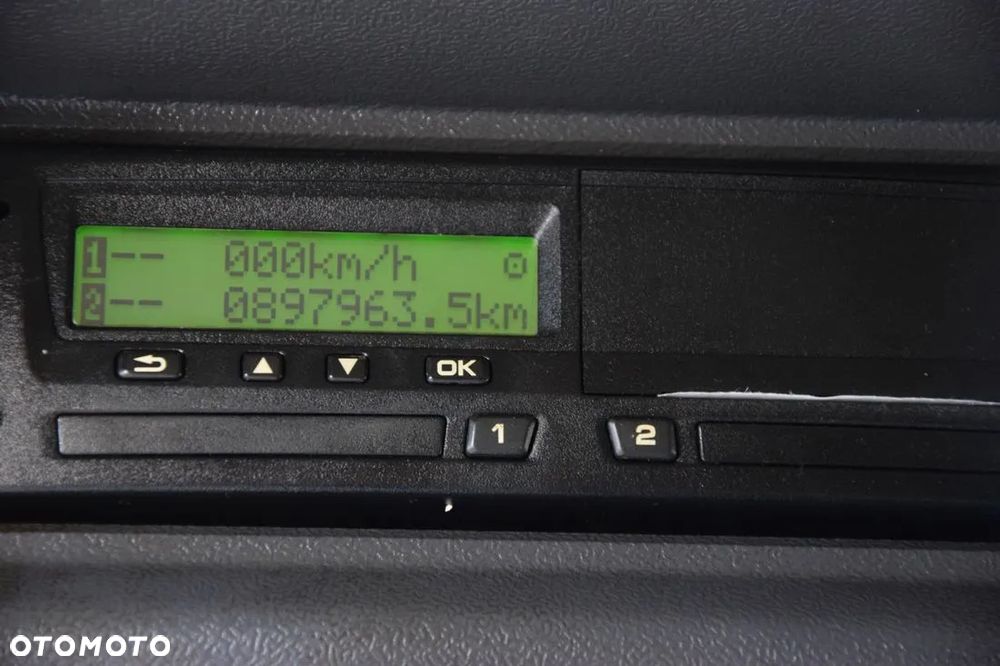 1-- 000km/h
2-- 0897963.5km
OK
1
2
OTOMOTO